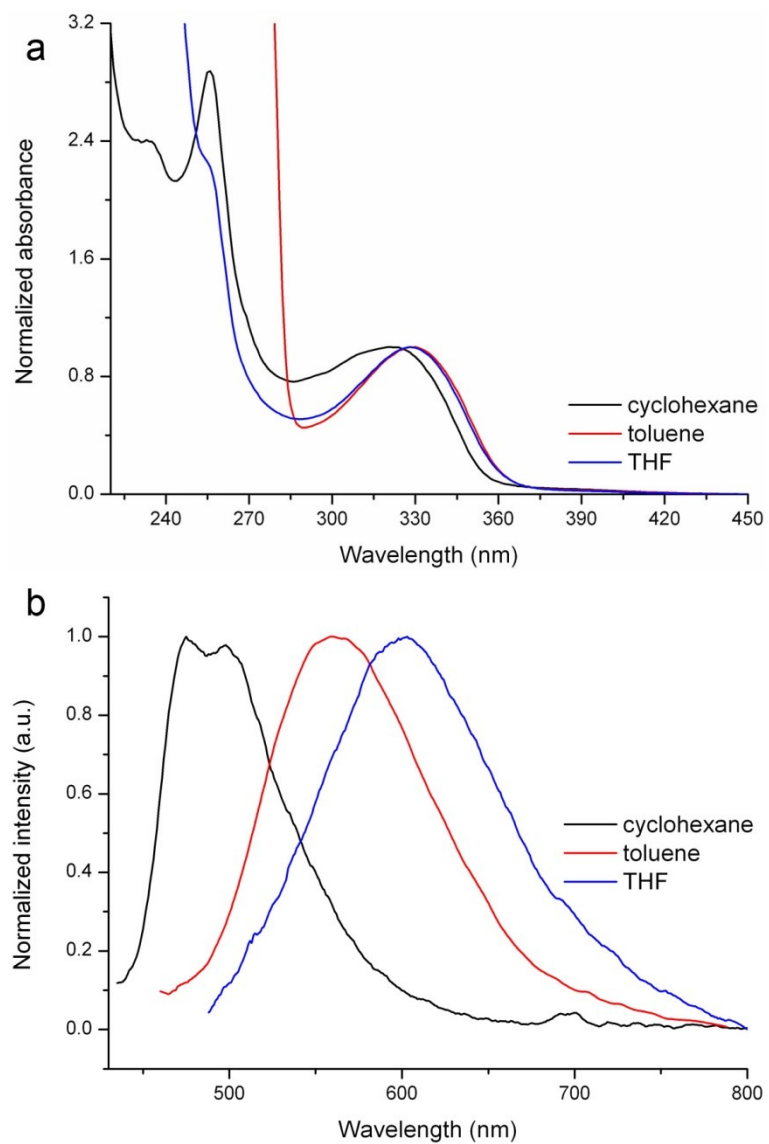 a
Normalized absorbance
3.2
2.4
1.6
0.8
0.0
cyclohexane
toluene
THF
240 270 300 330 360 390 420 450
Wavelength (nm)
b
Normalized intensity (a.u.)
1.0
0.8
0.6
0.4
0.2
0.0
cyclohexane
toluene
THF
500 600 700 800
Wavelength (nm)